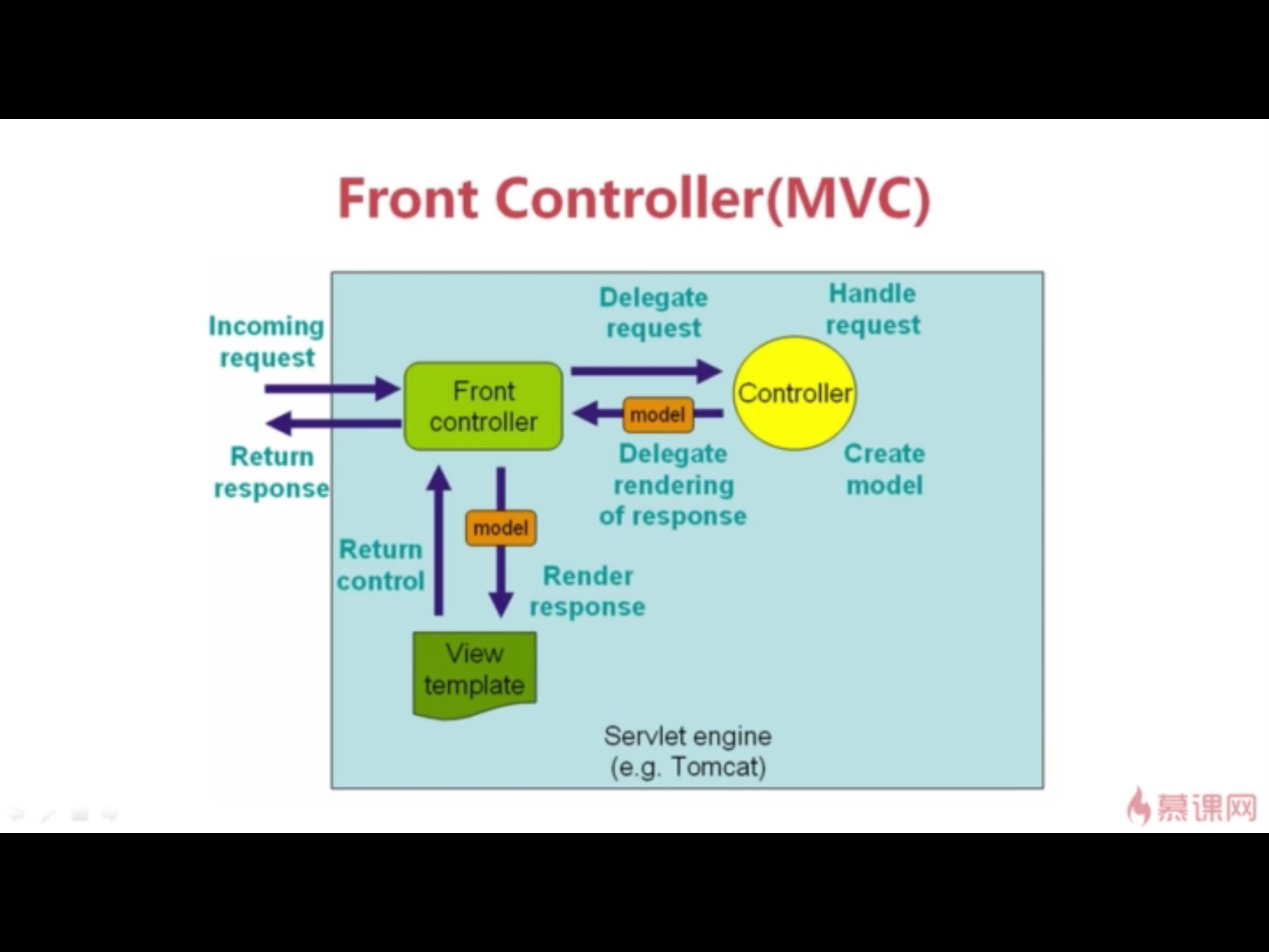 Front Controller(MVC)
Incoming
request
Return
response
Front
controller
Delegate
request
Handle
request
Controller
model
Delegate
rendering
of response
Create
model
Return
control
model
Render
response
View
template
Servlet engine
(e.g. Tomcat)
慕课网